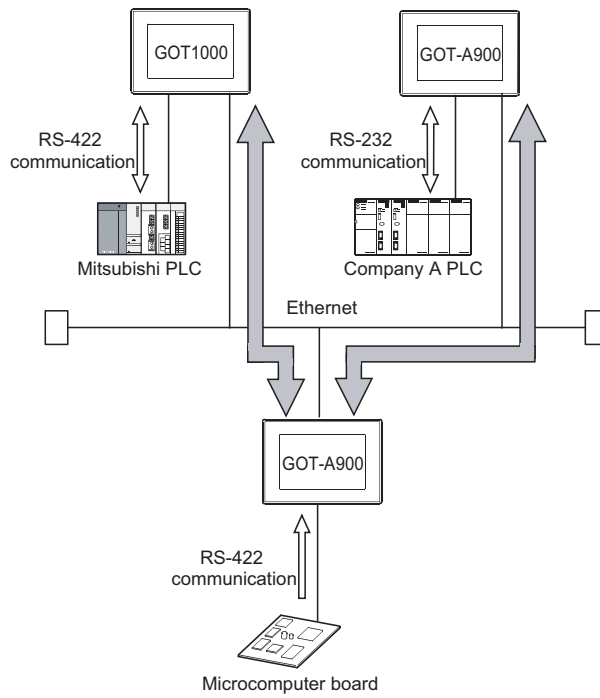 GOT1000
GOT-A900
RS-422
communication
RS-232
communication
Mitsubishi PLC
Company A PLC
Ethernet
GOT-A900
RS-422
communication
Microcomputer board